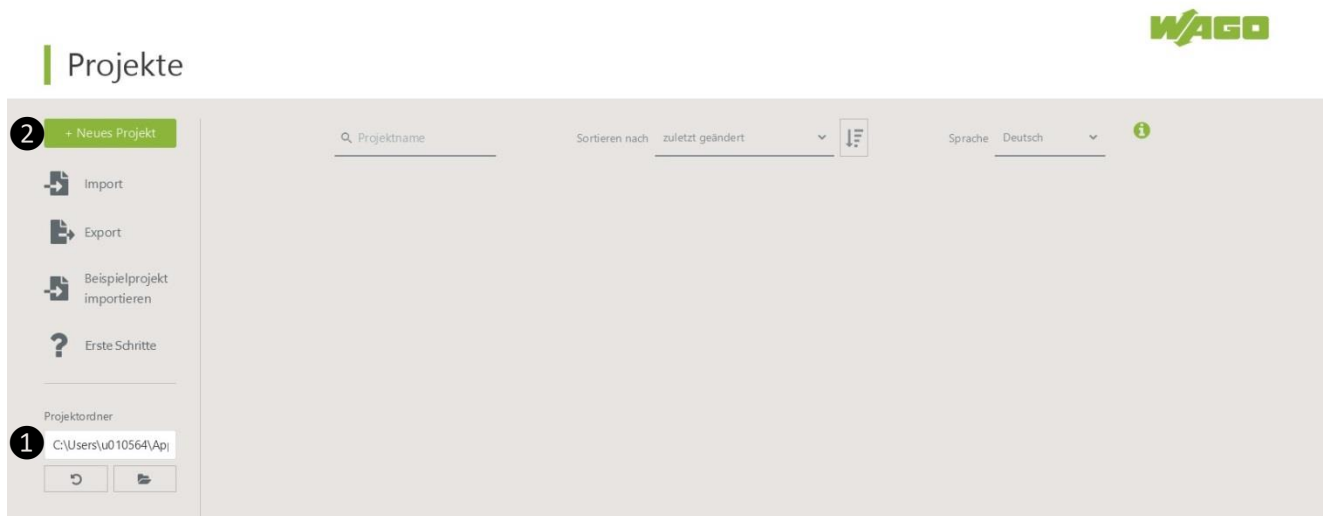 WAGO
Projekte
2
+ Neues Projekt
Projektname
Sortieren nach zuletzt geändert
Sprache Deutsch
Import
Export
Beispielprojekt
importieren
Erste Schritte
Projektordner
1
C:\Users\u010564\Ap